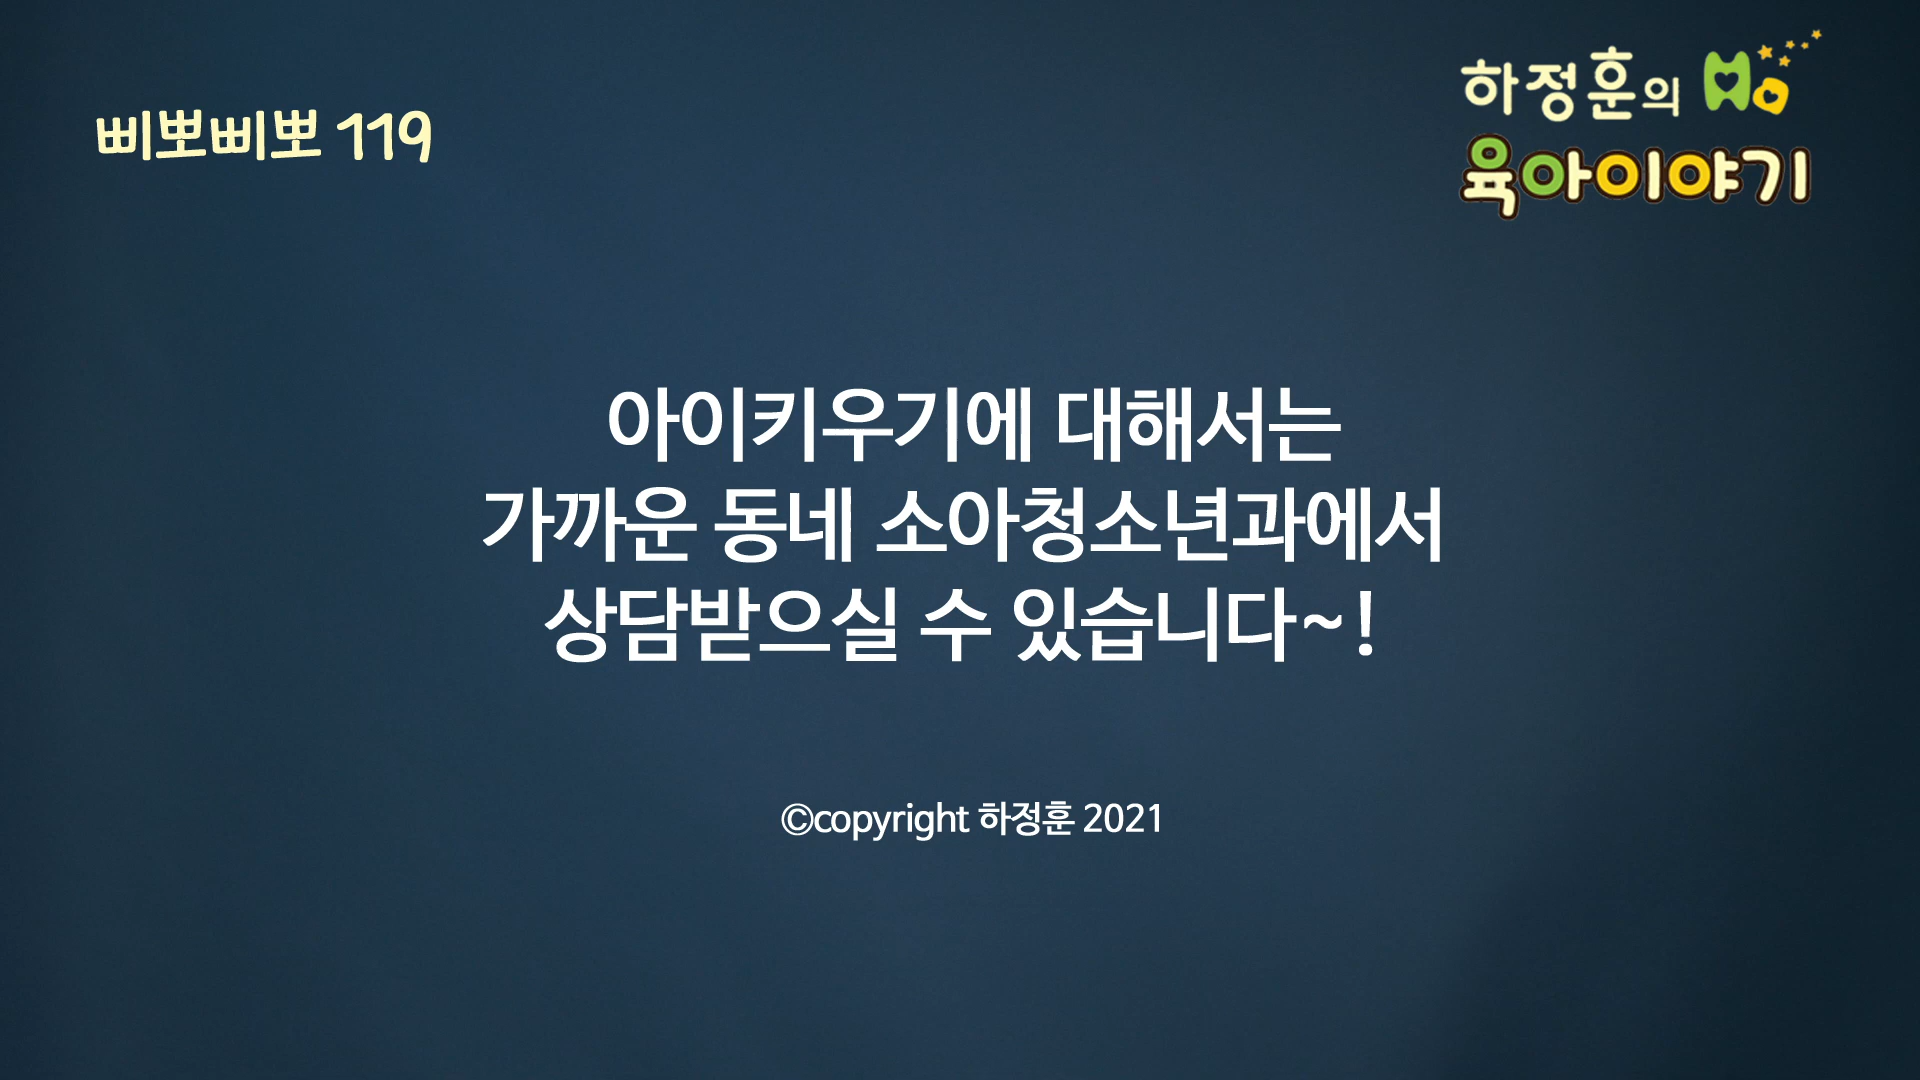 삐뽀삐뽀 119
하정훈의
육아이야기
아이키우기에 대해서는
가까운 동네 소아청소년과에서
상담받으실 수 있습니다~!
©copyright 하정훈 2021